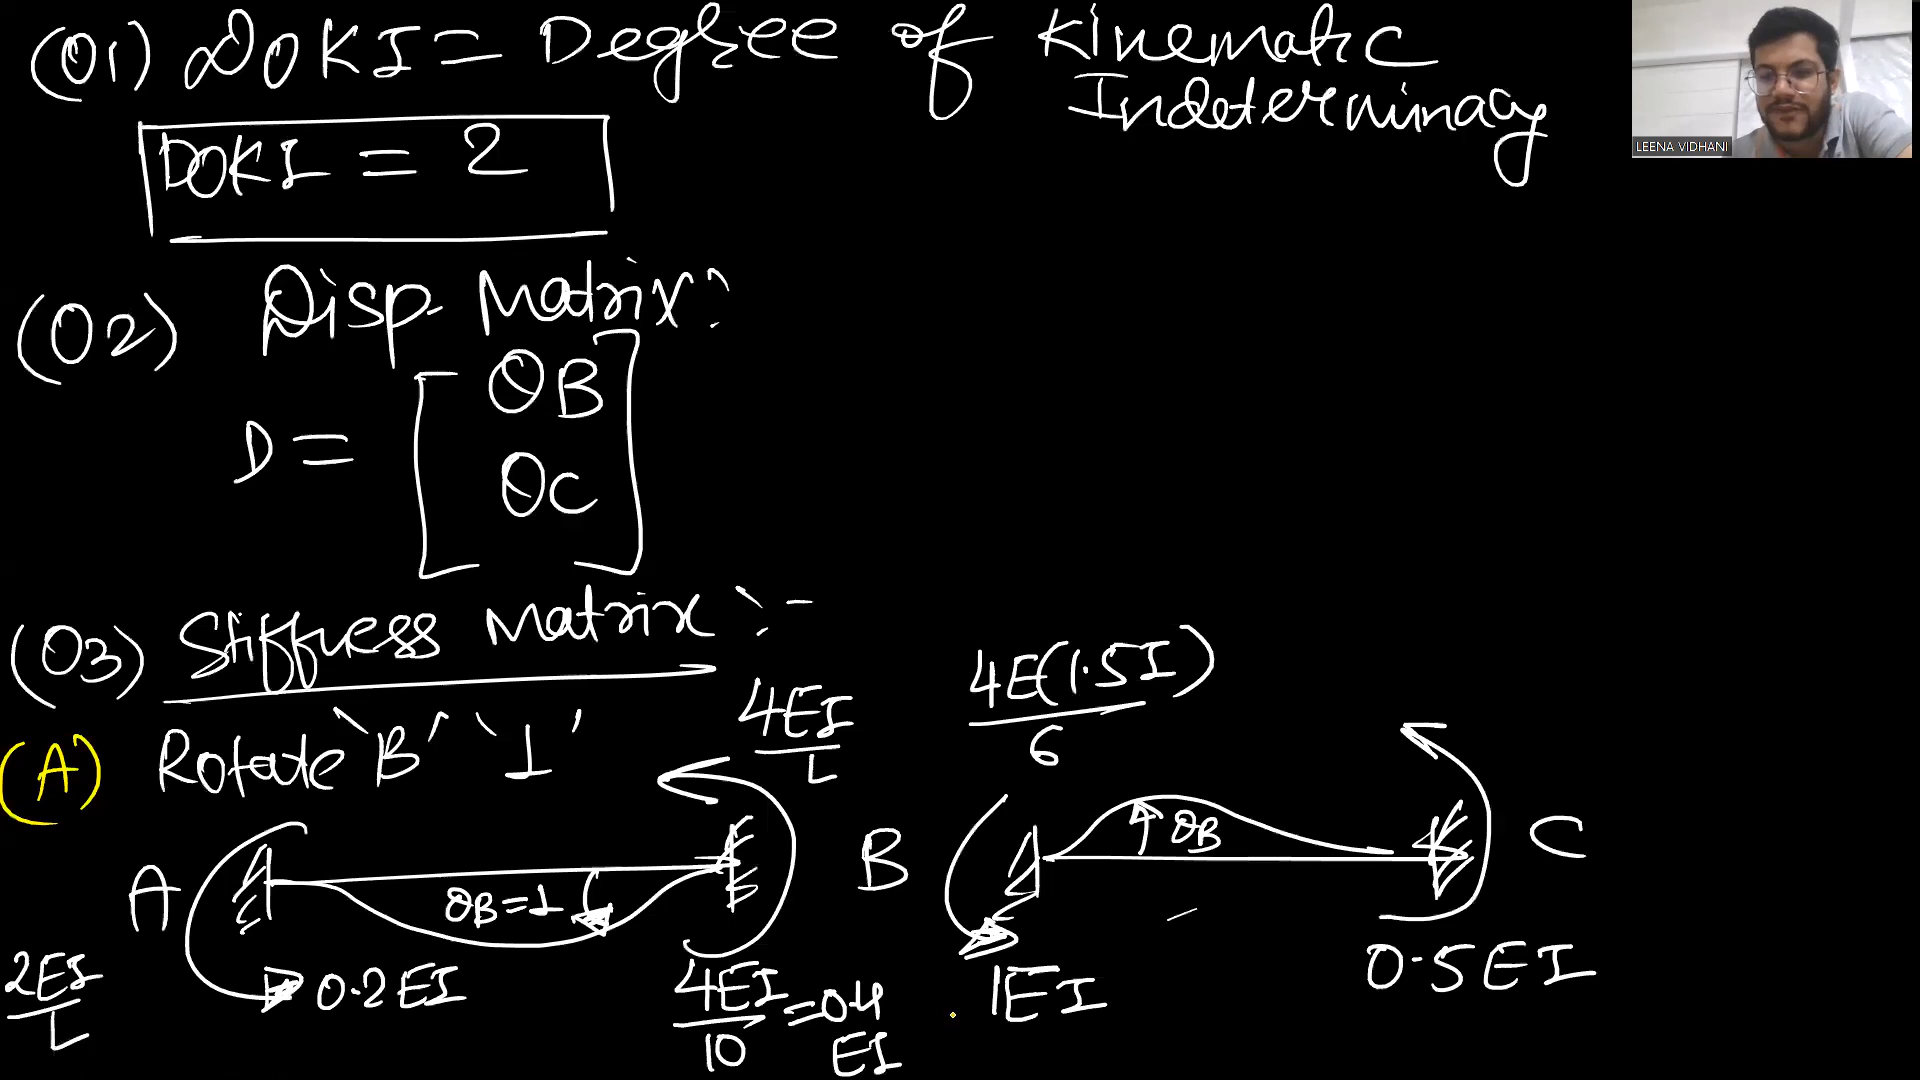 (01) DOKI = Degree of Kinematic
Indeterminacy
DOKI = 2
(02) Disp. Matrix:
D = [θB
θC]
(03) Stiffness Matrix :-
(A) Rotate 'B' '1'
4EI/L
4E(1.5I)/6
A
θB=1
B
θB
C
2EI/L
0.2EI
4EI/10 = 0.4
EI
1EI
0.5EI
LEENA VIDHANI